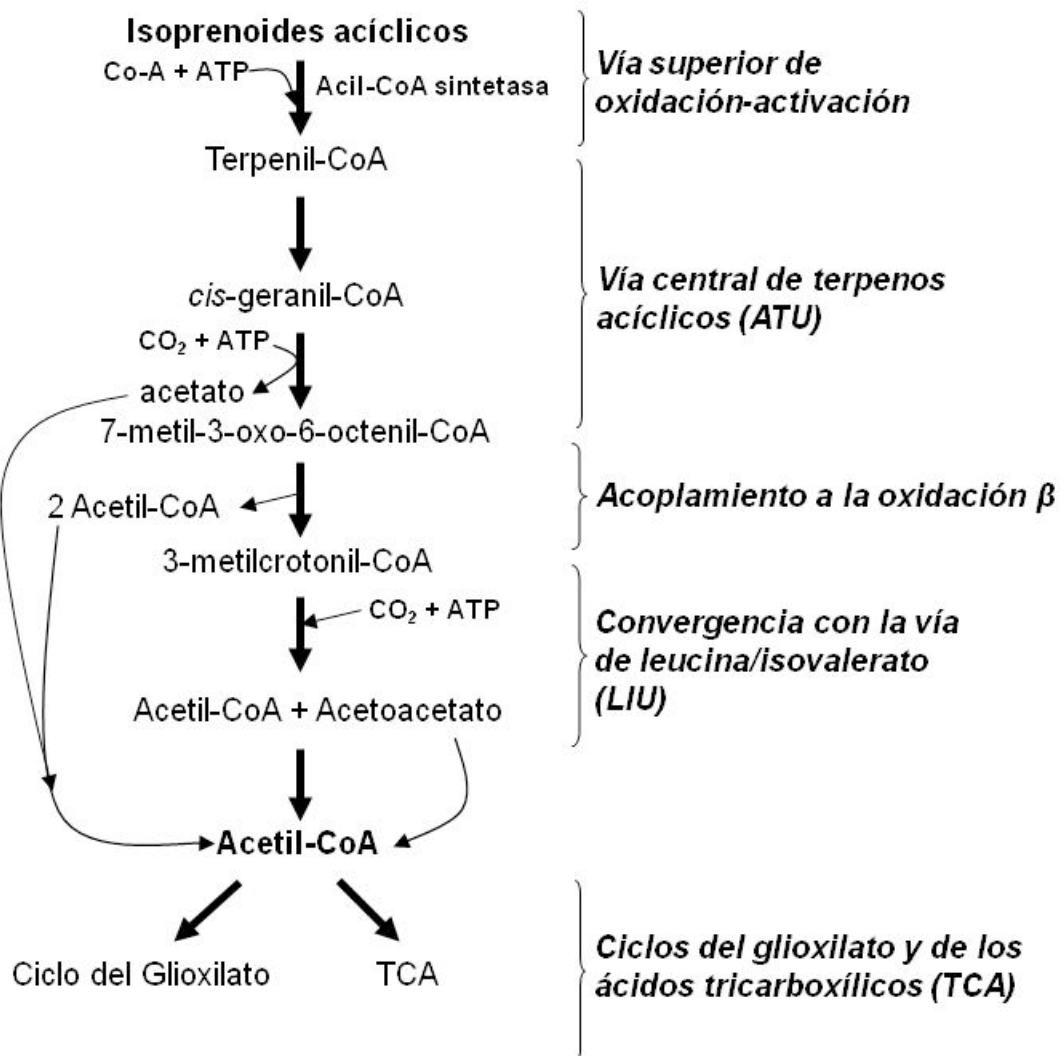 Isoprenoides acíclicos
Co-A + ATP
Acil-CoA sintetasa
Vía superior de
oxidación-activación
Terpenil-CoA
cis-geranil-CoA
Vía central de terpenos
acíclicos (ATU)
CO₂ + ATP
acetato
7-metil-3-oxo-6-octenil-CoA
2 Acetil-CoA
Acoplamiento a la oxidación β
3-metilcrotonil-CoA
CO₂ + ATP
Convergencia con la vía
de leucina/isovalerato
(LIU)
Acetil-CoA + Acetoacetato
Acetil-CoA
Ciclo del Glioxilato
TCA
Ciclos del glioxilato y de los
ácidos tricarboxílicos (TCA)